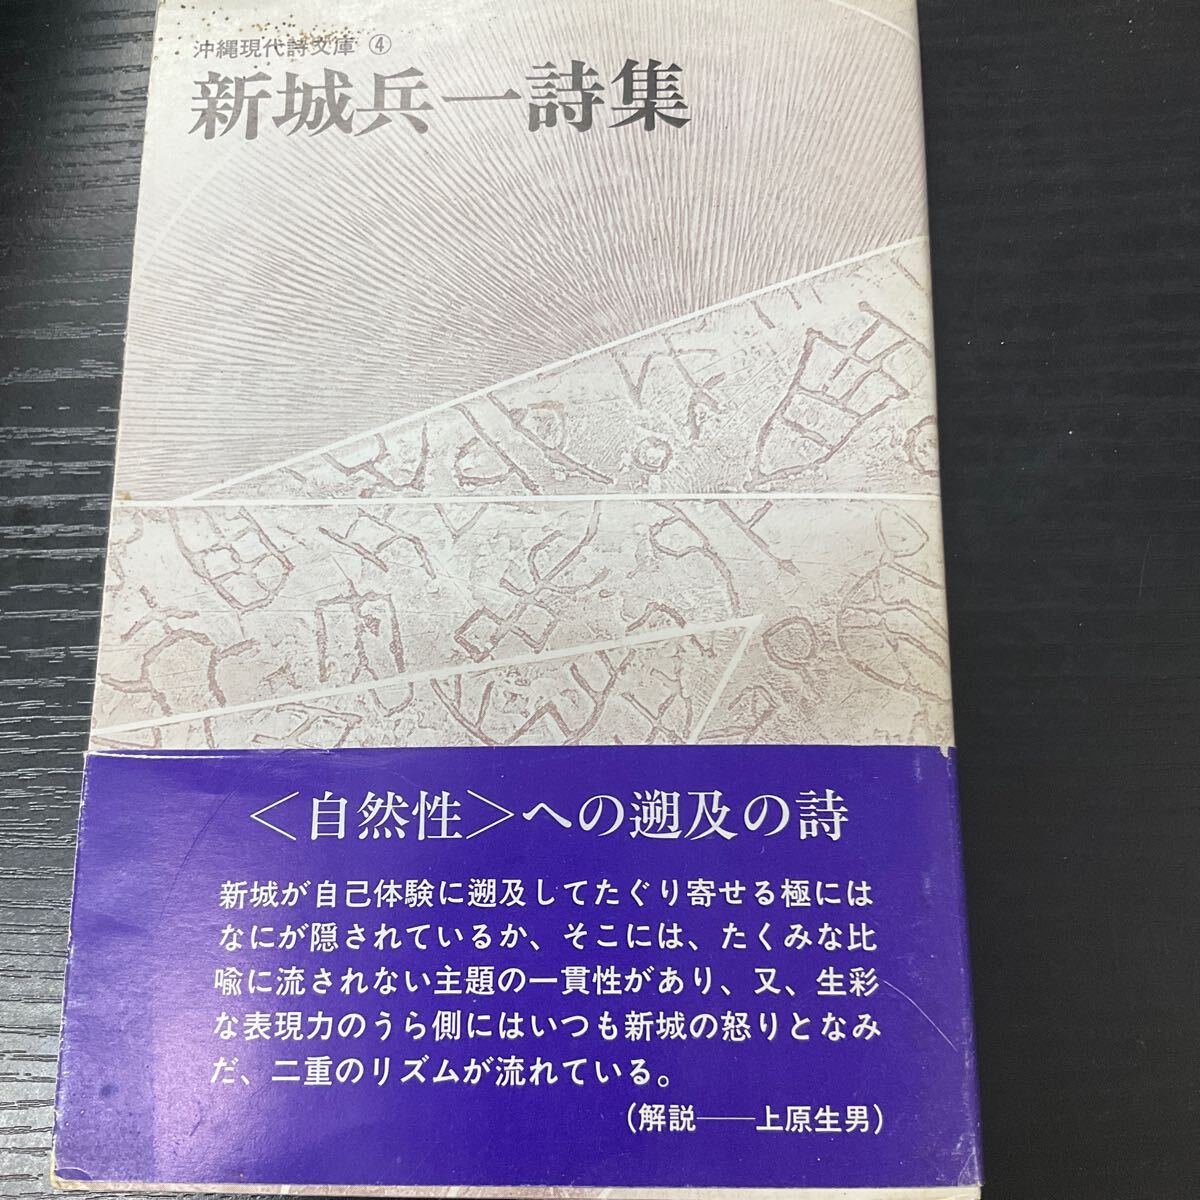 沖縄現代詩文庫 ④
新城兵一詩集
〈自然性〉への遡及の詩
新城が自己体験に遡及してたぐり寄せる極には
なにが隠されているか、そこには、たくみな比
喩に流されない主題の一貫性があり、又、生彩
な表現力のうら側にはいつも新城の怒りとなみ
だ、二重のリズムが流れている。
(解説――上原生男)